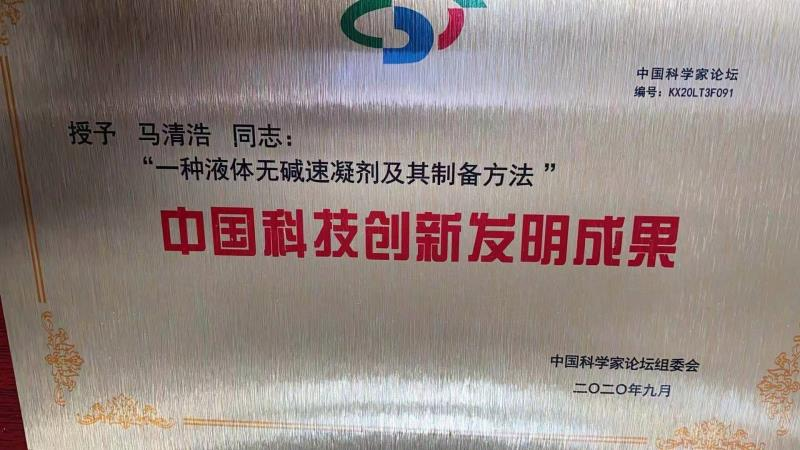 中国科学家论坛
编号：KX20LT3F091
授予 马清浩 同志：
“一种液体无碱速凝剂及其制备方法”
中国科技创新发明成果
中国科学家论坛组委会
二〇二〇年九月